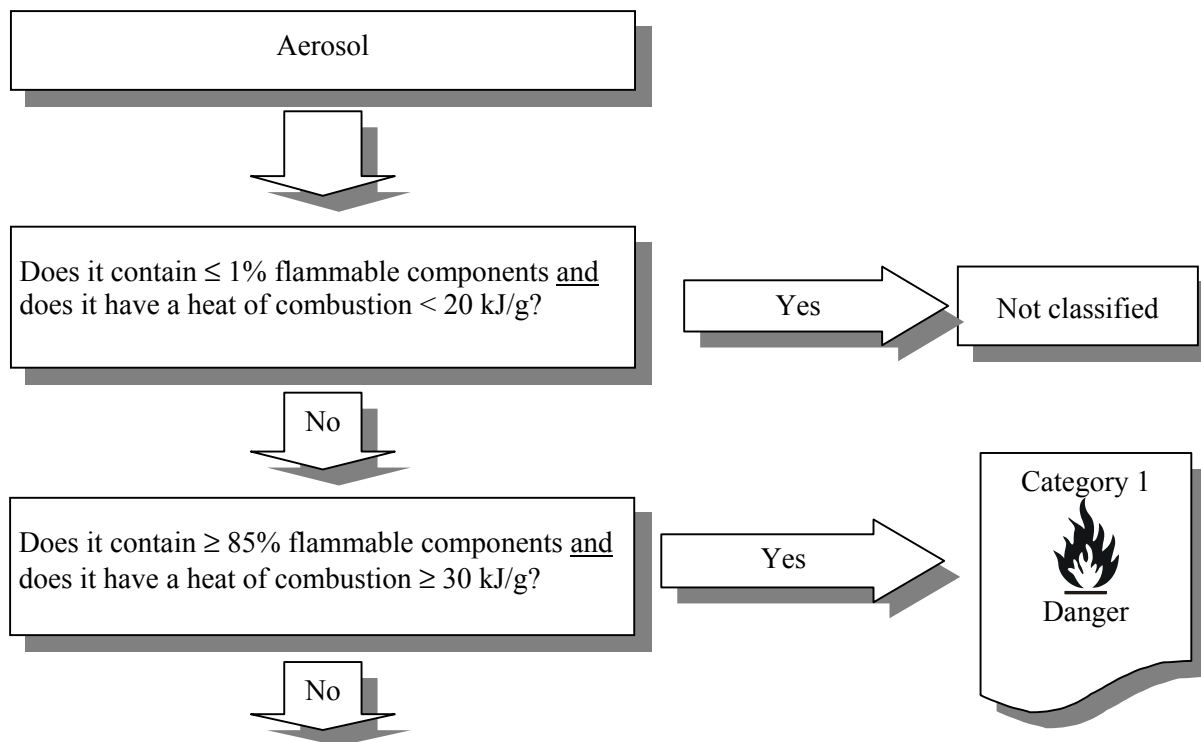 Aerosol
Does it contain ≤ 1% flammable components and
does it have a heat of combustion < 20 kJ/g?
Yes
Not classified
No
Does it contain ≥ 85% flammable components and
does it have a heat of combustion ≥ 30 kJ/g?
Yes
Category 1
Danger
No